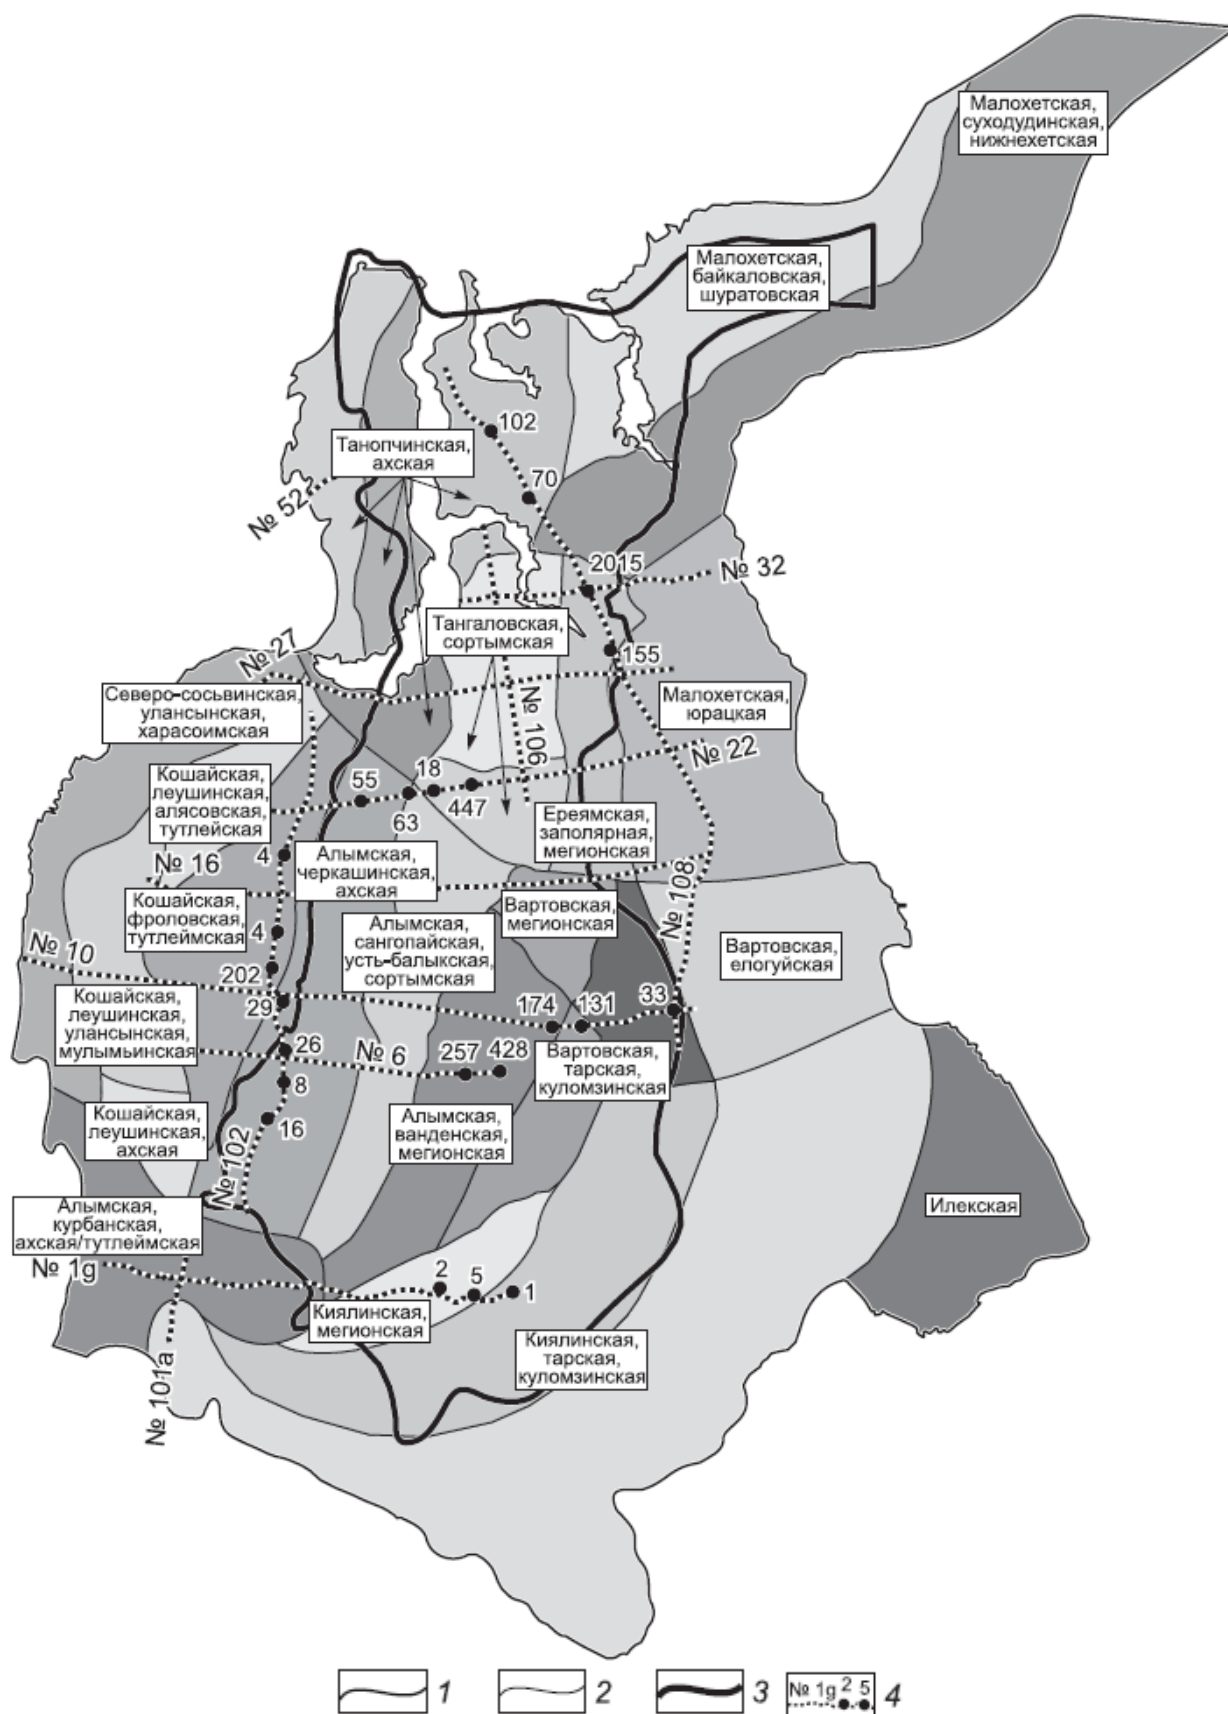 Малохетская,
суходудинская,
нижнехетская
Малохетская,
байкаловская,
шуратовская
102
Танопчинская,
ахская
70
№ 52
2015
№ 32
Тангаловская,
сортымская
№ 27
155
Северо-сосьвинская,
улансынская,
харасоимская
Малохетская,
юрацкая
№ 106
№ 22
Кошайская,
леушинская,
алясовская,
тутлейская
55
18
63
447
Ереямская,
заполярная,
мегионская
4
№ 16
Алымская,
черкашинская,
ахская
№ 108
Кошайская,
фроловская,
тутлеймская
Вартовская,
мегионская
4
Алымская,
сангопайская,
усть-балыкская,
сортымская
Вартовская,
елогуйская
№ 10
202
29
174
131
33
Кошайская,
леушинская,
улансынская,
мулымьинская
26
№ 6
257
428
Вартовская,
тарская,
куломзинская
8
Кошайская,
леушинская,
ахская
16
Алымская,
ванденская,
мегионская
№ 102
Алымская,
курбанская,
ахская/тутлеймская
Илекская
№ 1g
2
5
1
Киялинская,
мегионская
Киялинская,
тарская,
куломзинская
№ 101а
1
2
3
№ 1g 2 5
4